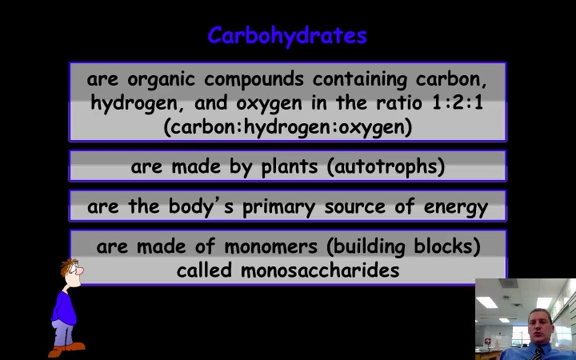 Carbohydrates
are organic compounds containing carbon,
hydrogen, and oxygen in the ratio 1:2:1
(carbon:hydrogen:oxygen)
are made by plants (autotrophs)
are the body's primary source of energy
are made of monomers (building blocks)
called monosaccharides